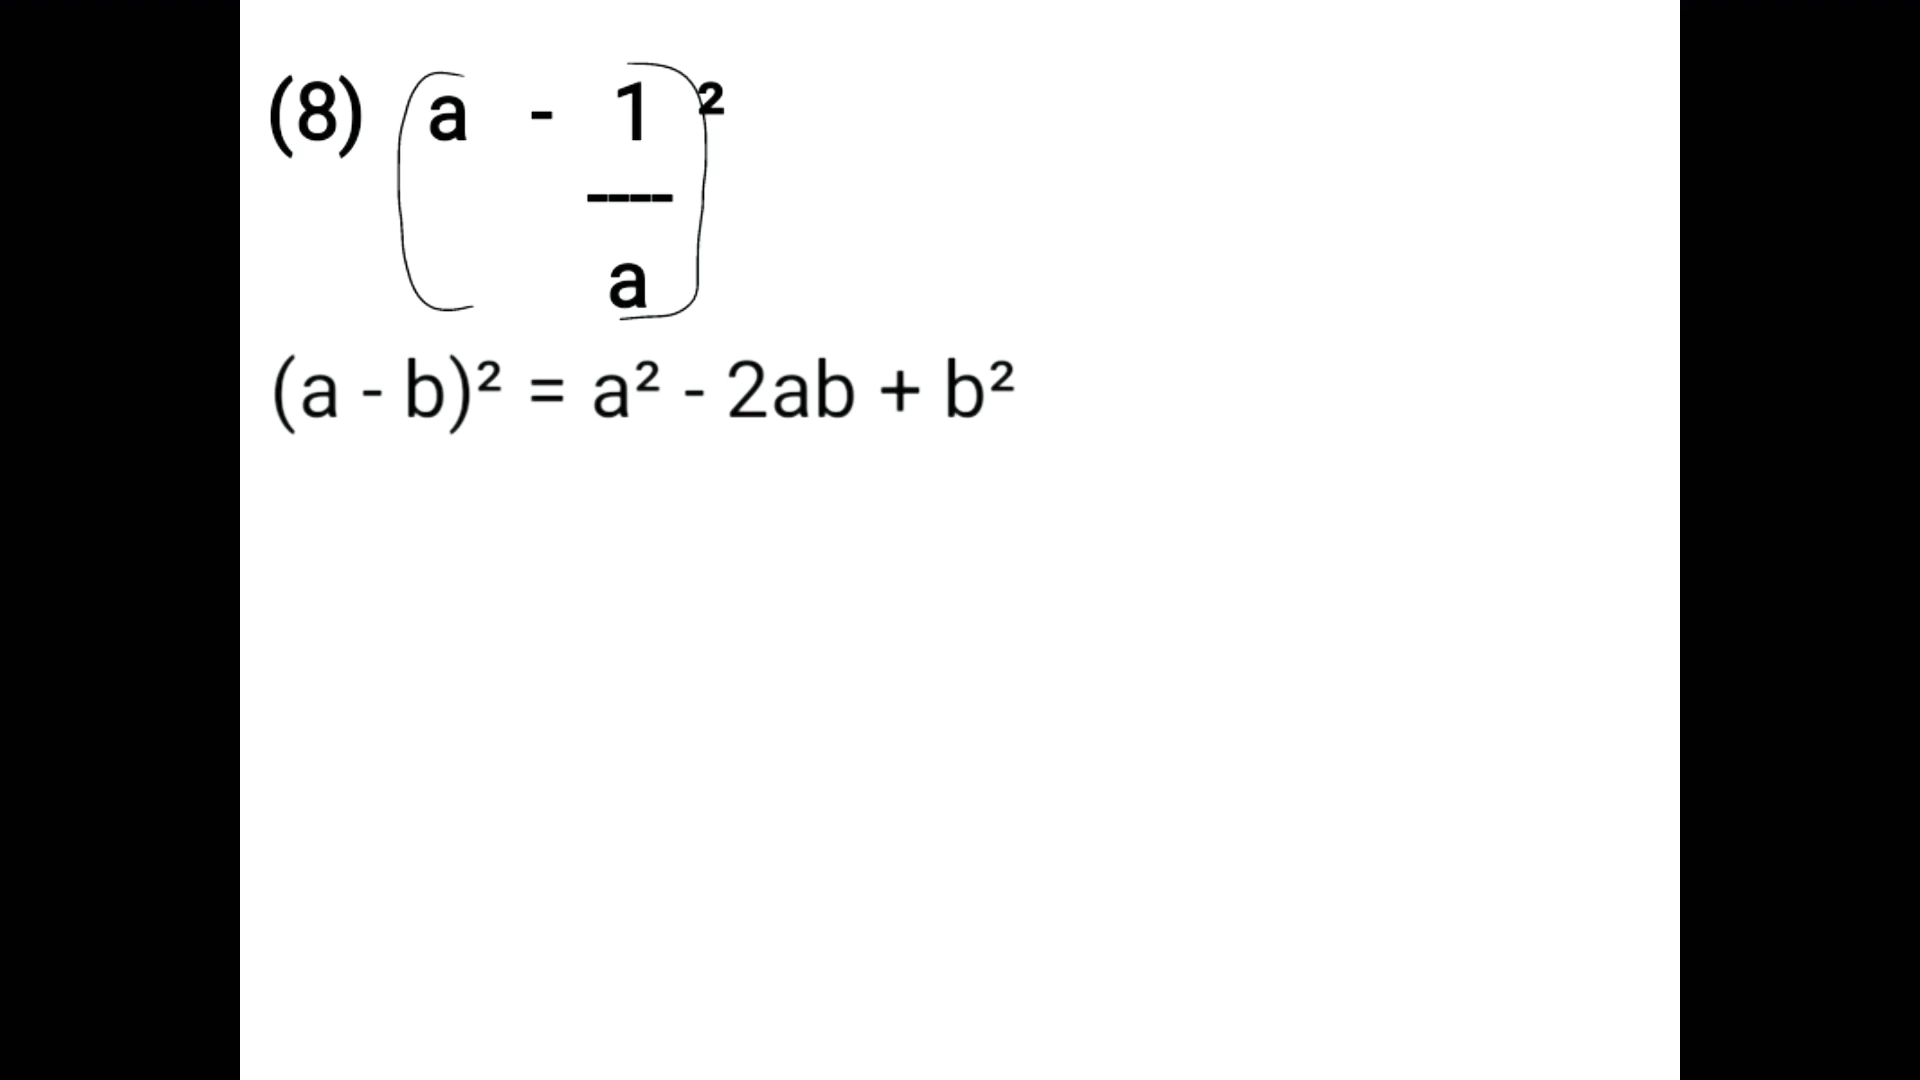 (8) ( a - 1 )²
----
a
(a - b)² = a² - 2ab + b²